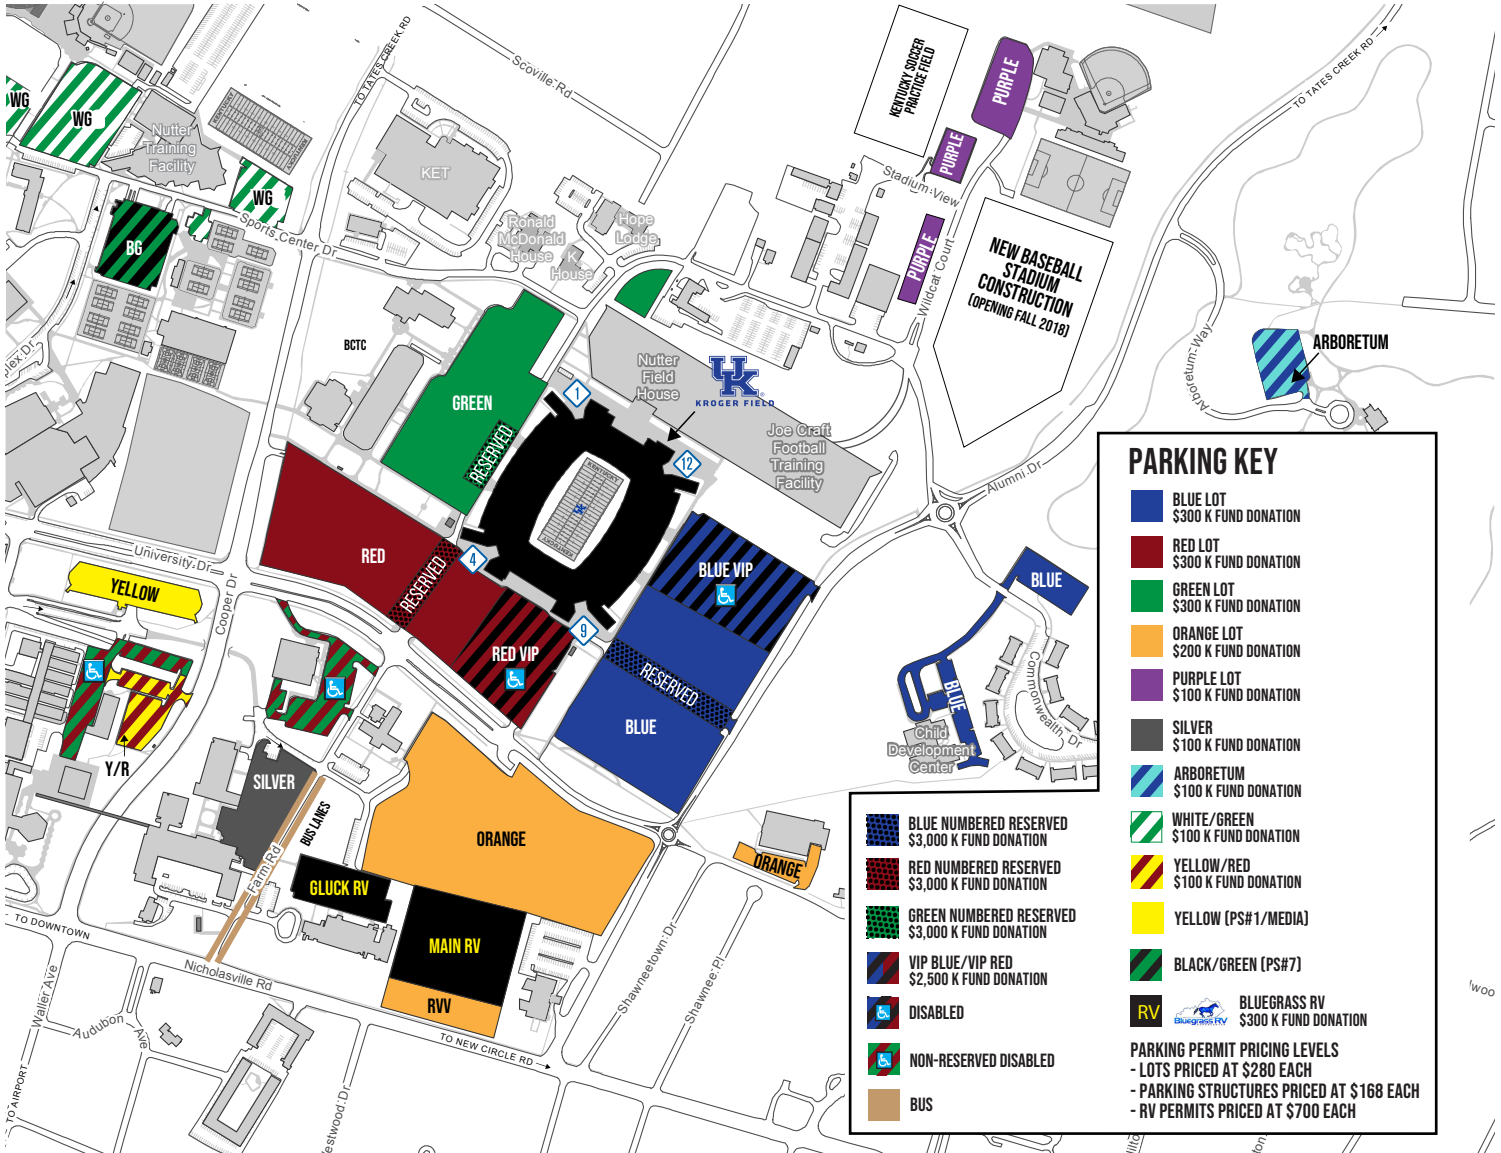 TO TATES CREEK RD
Scoville Rd
KENTUCKY SOCCER
PRACTICE FIELD
PURPLE
TO TATES CREEK RD
WG
WG
Nutter
Training
Facility
KENTUCKY
KET
PURPLE
Stadium View
WG
Sports Center Dr
BG
Ronald
McDonald
House
Hope
Lodge
K
House
PURPLE
Wildcat Court
NEW BASEBALL
STADIUM
CONSTRUCTION
(OPENING FALL 2018)
Arboretum Way
ARBORETUM
plex Dr
BCTC
GREEN
RESERVED
1
Nutter
Field
House
UK
KROGER FIELD
Joe Craft
Football
Training
Facility
12
KENTUCKY
UK
KENTUCKY
Alumni Dr
University Dr
RED
RESERVED
4
BLUE VIP
BLUE
YELLOW
Cooper Dr
9
RED VIP
RESERVED
BLUE
BLUE
Commonwealth Dr
Child
Development
Center
Y/R
SILVER
BUS LANES
Farm Rd
ORANGE
ORANGE
GLUCK RV
MAIN RV
RVV
TO DOWNTOWN
Nicholasville Rd
Waller Ave
Audubon
Ave
TO AIRPORT
TO NEW CIRCLE RD
Shawneetown Dr
Shawnee Pl
estwood Dr
PARKING KEY
BLUE LOT
$300 K FUND DONATION
RED LOT
$300 K FUND DONATION
GREEN LOT
$300 K FUND DONATION
ORANGE LOT
$200 K FUND DONATION
PURPLE LOT
$100 K FUND DONATION
SILVER
$100 K FUND DONATION
ARBORETUM
$100 K FUND DONATION
WHITE/GREEN
$100 K FUND DONATION
YELLOW/RED
$100 K FUND DONATION
YELLOW (PS#1/MEDIA)
BLACK/GREEN (PS#7)
RV
Bluegrass RV
BLUEGRASS RV
$300 K FUND DONATION
BLUE NUMBERED RESERVED
$3,000 K FUND DONATION
RED NUMBERED RESERVED
$3,000 K FUND DONATION
GREEN NUMBERED RESERVED
$3,000 K FUND DONATION
VIP BLUE/VIP RED
$2,500 K FUND DONATION
DISABLED
NON-RESERVED DISABLED
BUS
PARKING PERMIT PRICING LEVELS
- LOTS PRICED AT $280 EACH
- PARKING STRUCTURES PRICED AT $168 EACH
- RV PERMITS PRICED AT $700 EACH